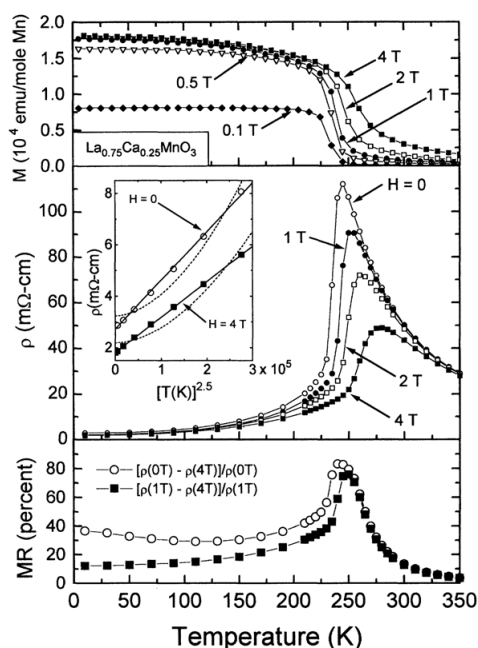 M (10⁴ emu/mole Mn)
2.0
1.5
1.0
0.5
0.0
4 T
2 T
1 T
0.5 T
0.1 T
La₀.₇₅Ca₀.₂₅MnO₃
ρ (mΩ-cm)
100
80
60
40
20
0
H = 0
1 T
2 T
4 T
ρ(mΩ-cm)
8
6
4
2
H = 0
H = 4 T
0
1
2
3 x 10⁵
[T(K)]²·⁵
MR (percent)
80
60
40
20
0
[ρ(0T) - ρ(4T)]/ρ(0T)
[ρ(1T) - ρ(4T)]/ρ(1T)
0 50 100 150 200 250 300 350
Temperature (K)